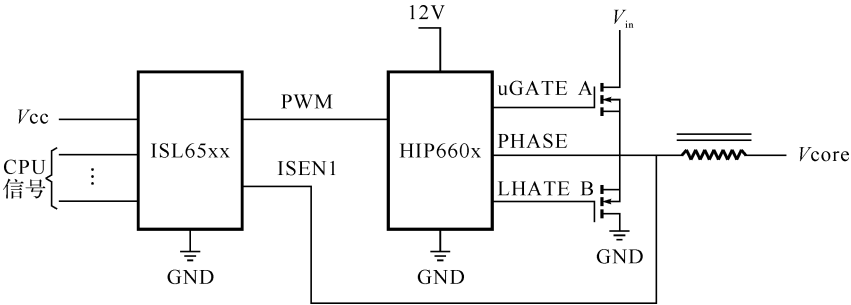 12V
Vin
uGATE A
PWM
Vcc
ISL65xx
HIP660x
PHASE
Vcore
CPU
信号
⋮
ISEN1
LHATE B
GND
GND
GND